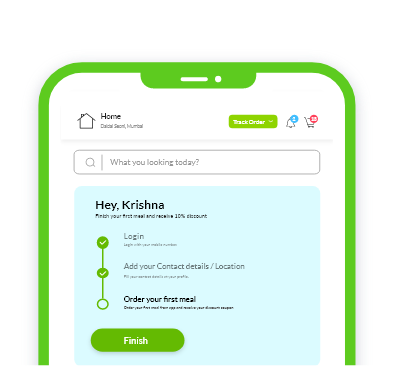 Home
Daulat Seoni, Mumbai
Track Order
2
10
What you looking today?
Hey, Krishna
Finish your first meal and receive 10% discount
Login
Login with your mobile number.
Add your Contact details / Location
Fill your contact details on your profile.
Order your first meal
Order your first meal from app and receive your discount coupon.
Finish